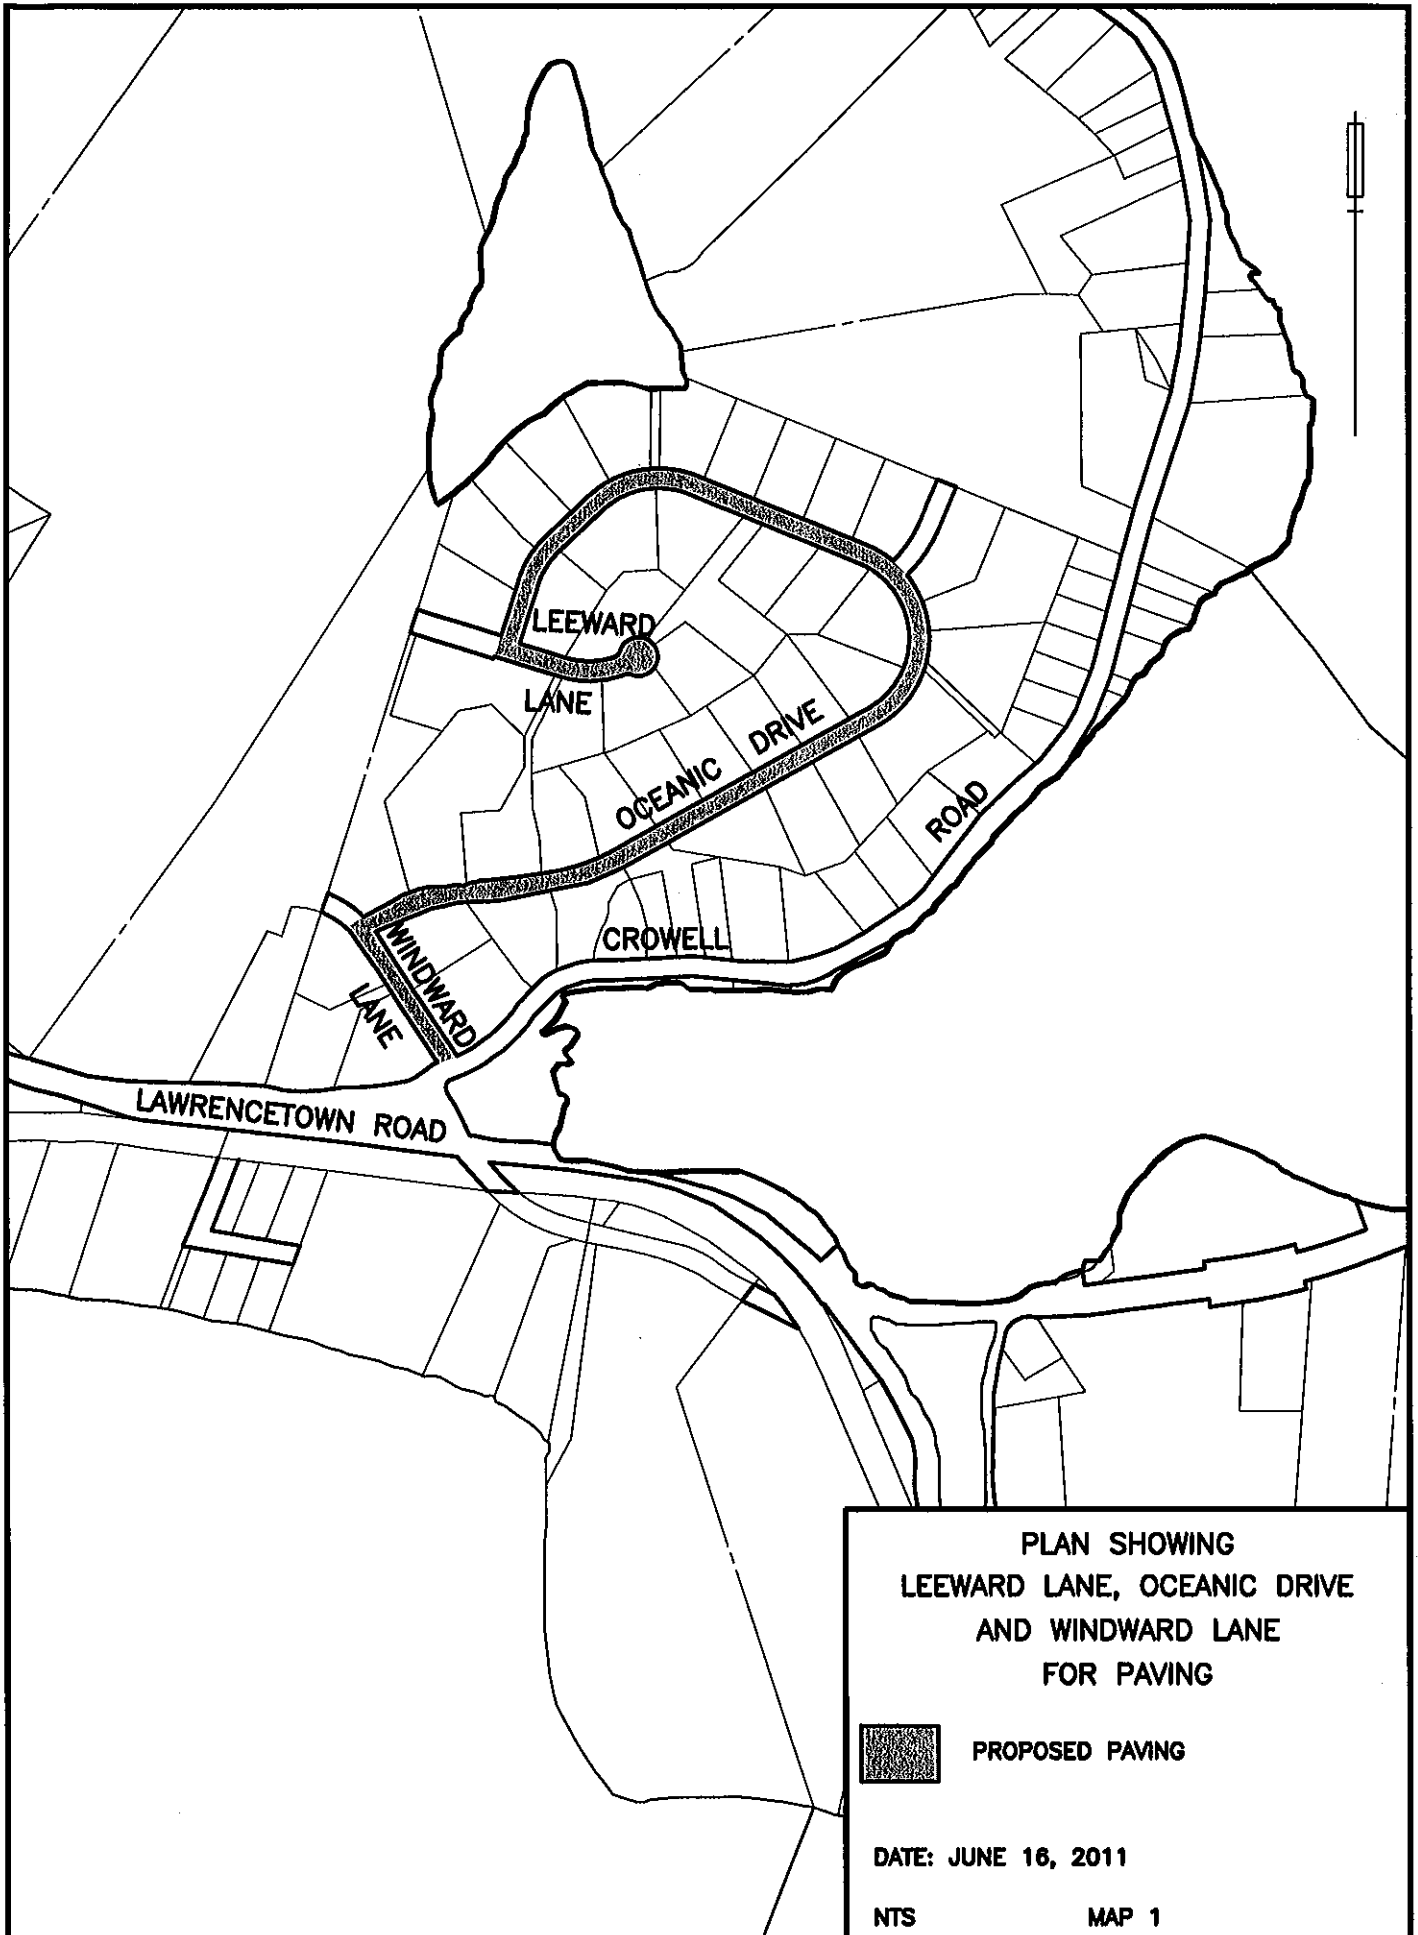 LEEWARD
LANE
OCEANIC DRIVE
ROAD
CROWELL
WINDWARD
LANE
LAWRENCETOWN ROAD
PLAN SHOWING
LEEWARD LANE, OCEANIC DRIVE
AND WINDWARD LANE
FOR PAVING
PROPOSED PAVING
DATE: JUNE 16, 2011
NTS MAP 1